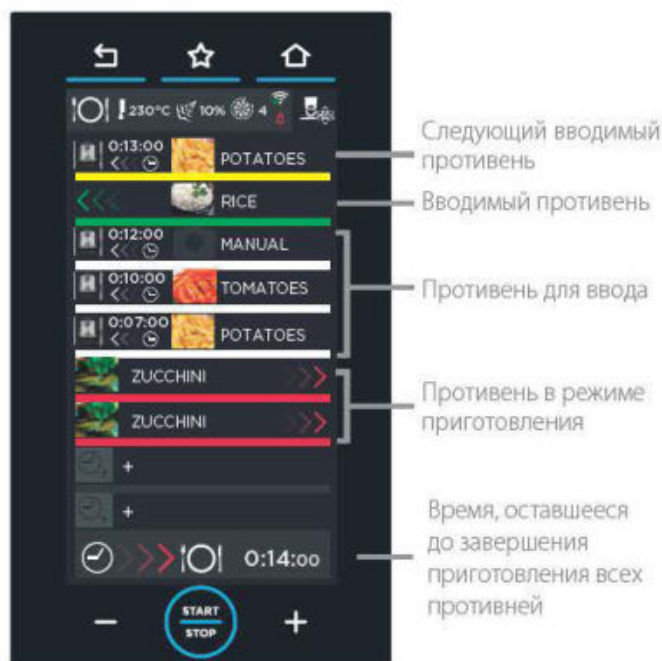 230°C 10% 4
0:13:00 POTATOES
Следующий вводимый
противень
RICE
Вводимый противень
0:12:00 MANUAL
0:10:00 TOMATOES
Противень для ввода
0:07:00 POTATOES
ZUCCHINI
Противень в режиме
приготовления
ZUCCHINI
+
+
Время, оставшееся
до завершения
приготовления всех
противней
0:14:00
− START STOP +